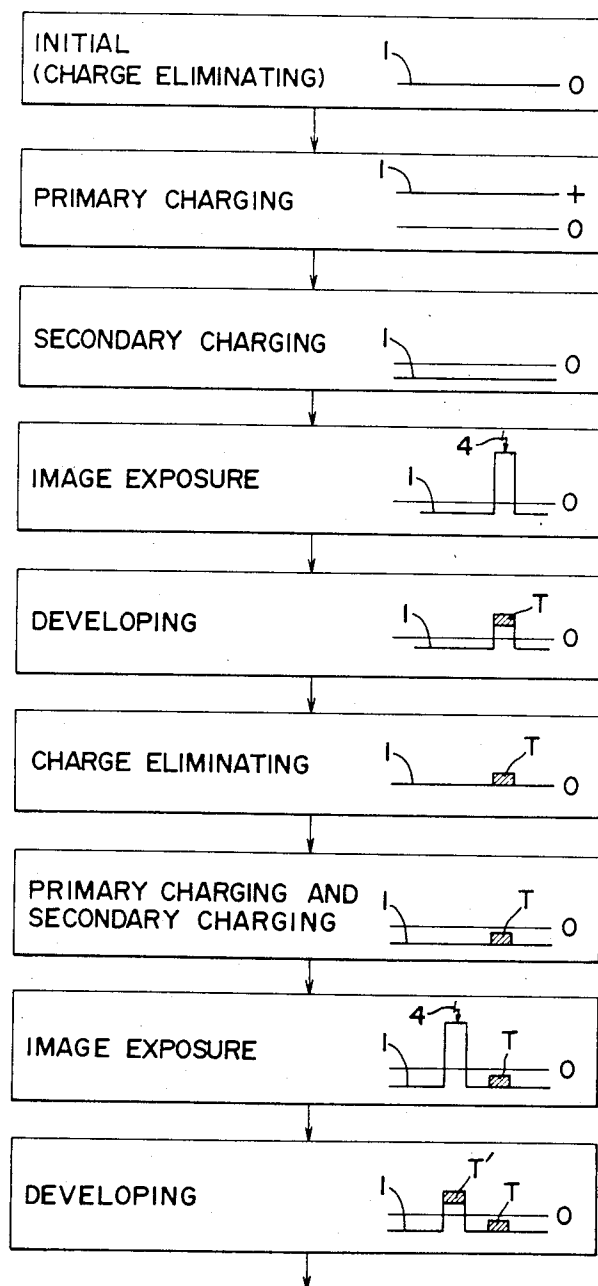 INITIAL
(CHARGE ELIMINATING)
1
0
PRIMARY CHARGING
1
+
0
SECONDARY CHARGING
1
0
IMAGE EXPOSURE
4
1
0
DEVELOPING
1
T
0
CHARGE ELIMINATING
1
T
0
PRIMARY CHARGING AND
SECONDARY CHARGING
1
T
0
IMAGE EXPOSURE
4
1
T
0
DEVELOPING
1
T'
T
0